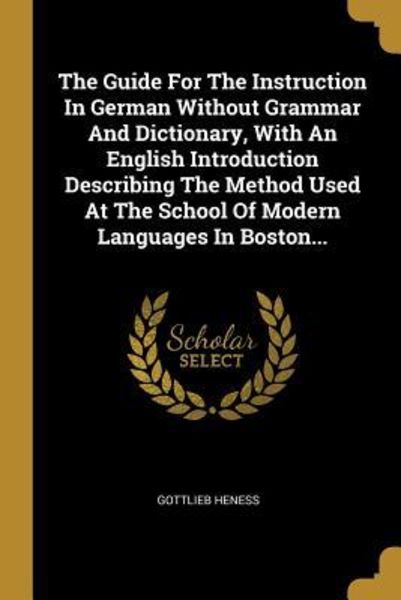 The Guide For The Instruction
In German Without Grammar
And Dictionary, With An
English Introduction
Describing The Method Used
At The School Of Modern
Languages In Boston...
Scholar
SELECT
GOTTLIEB HENESS